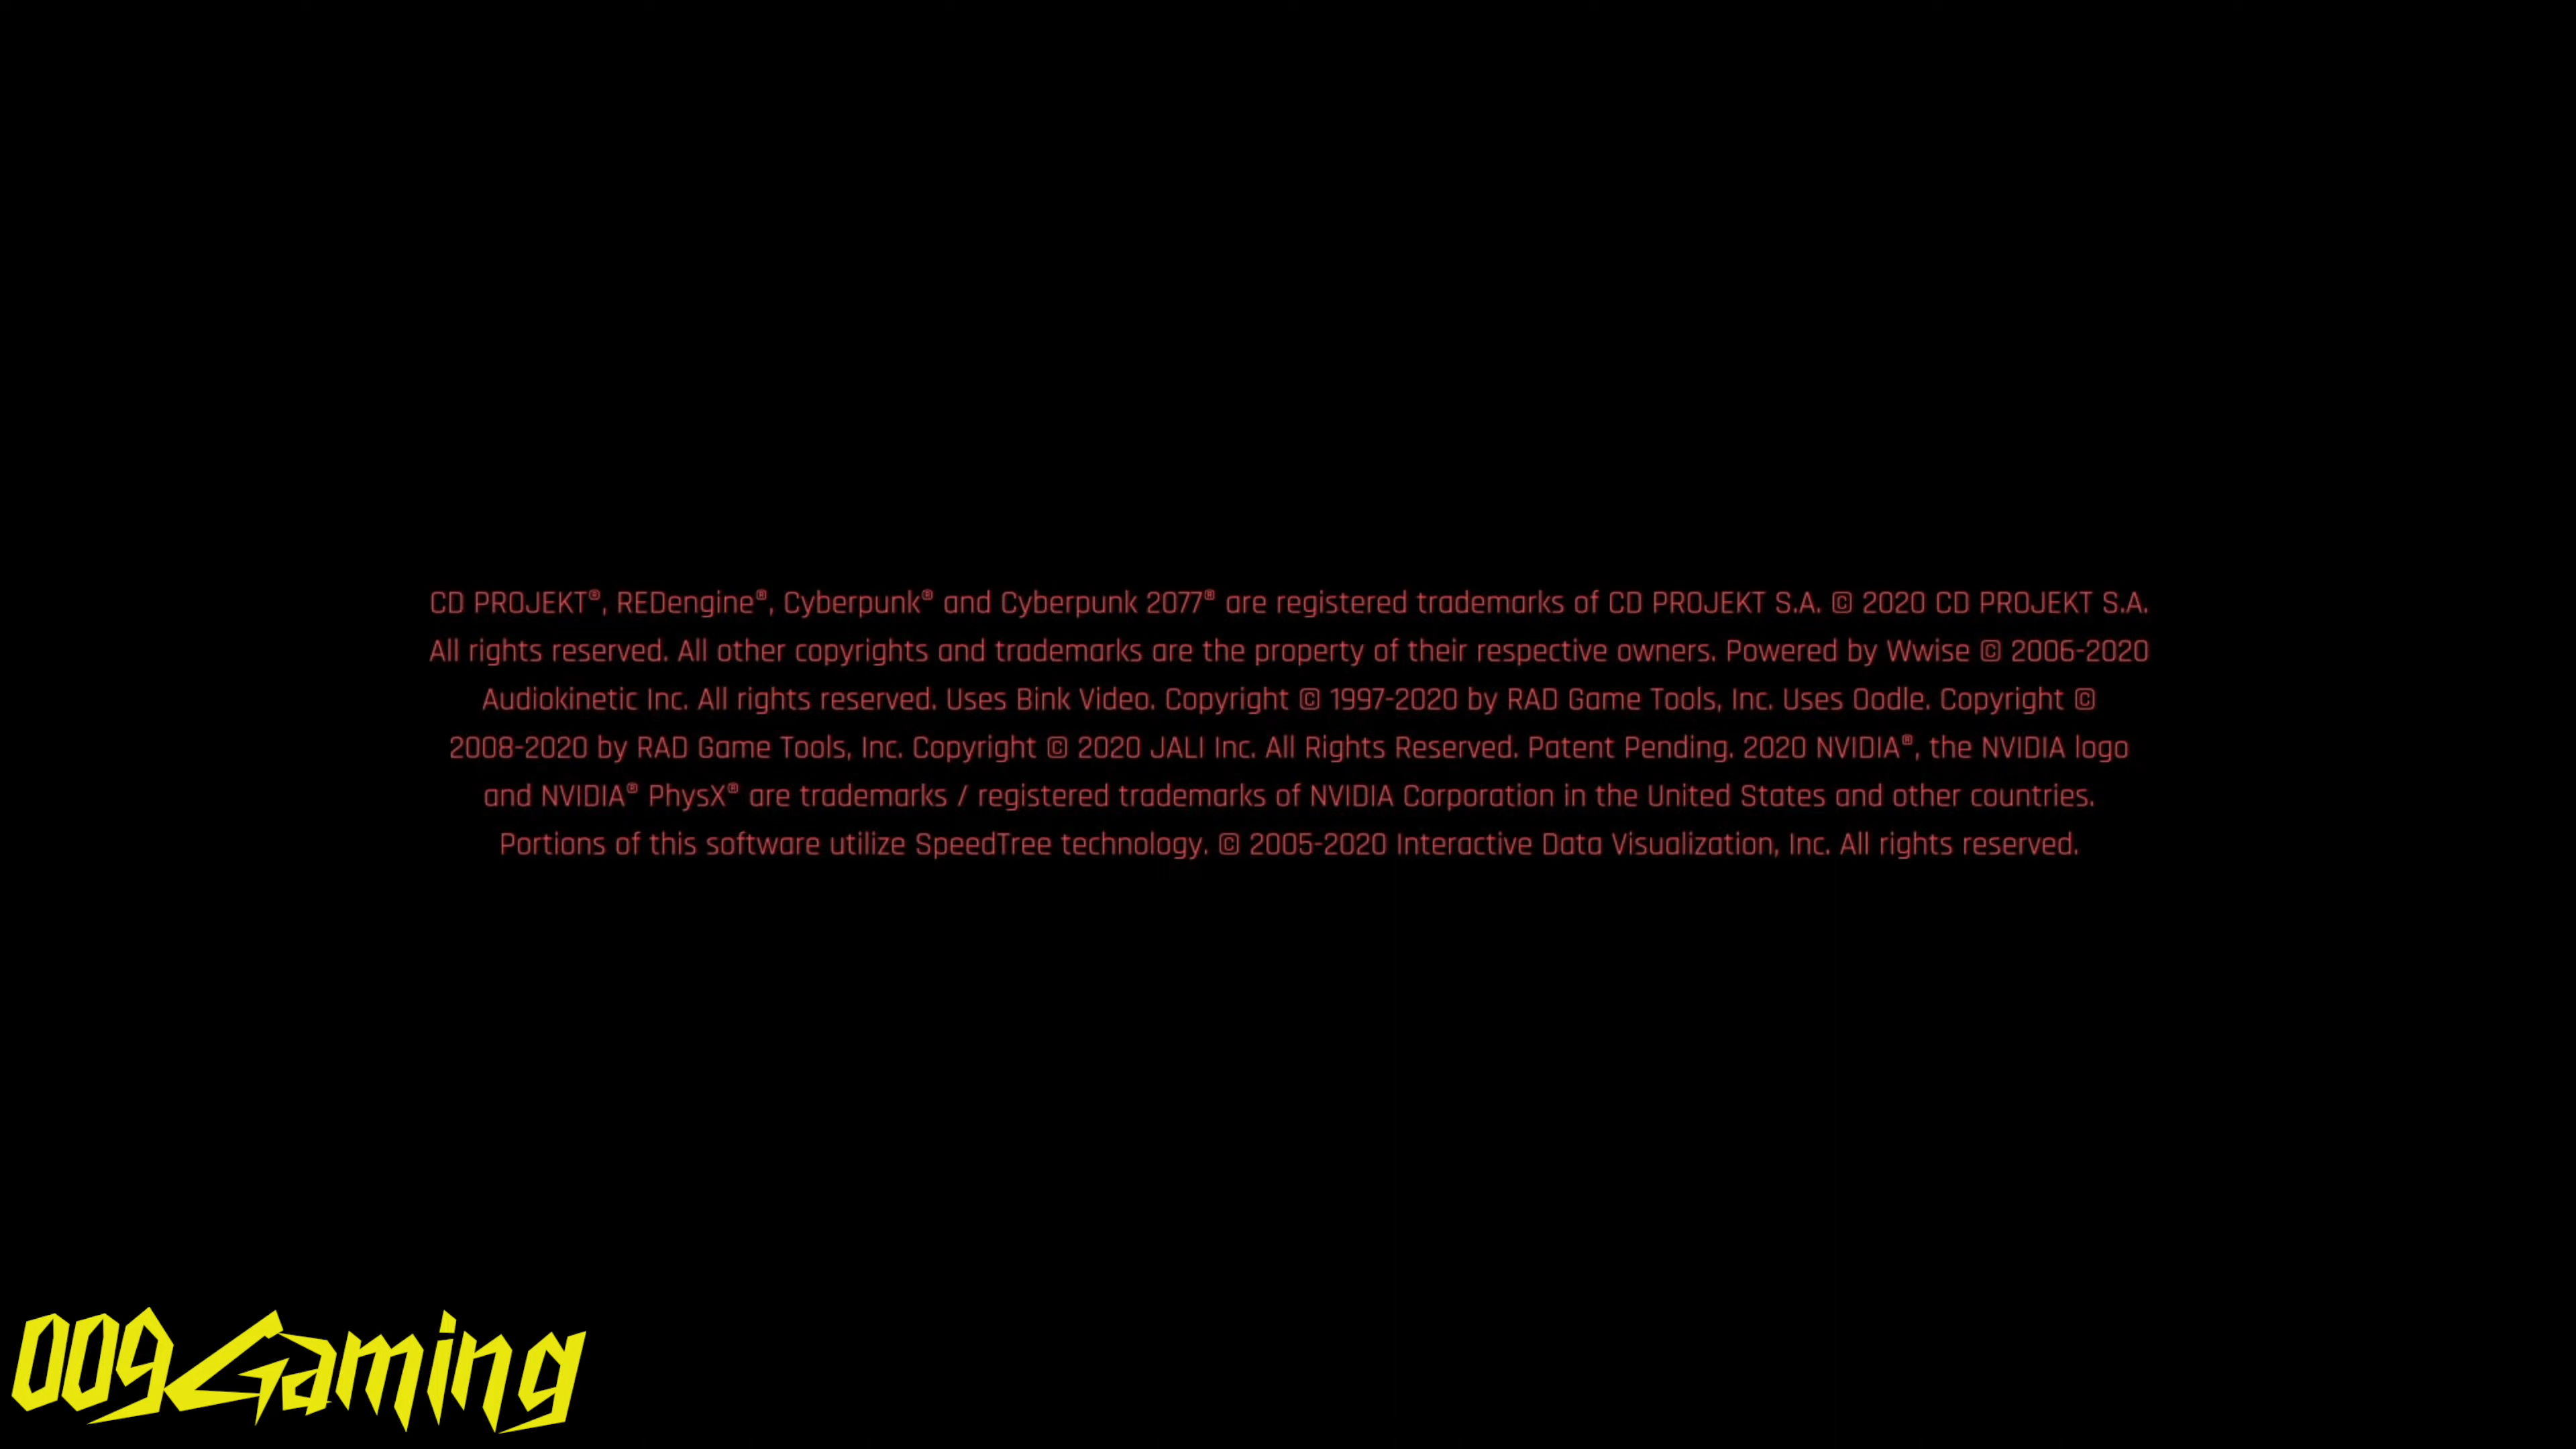 CD PROJEKT®, REDengine®, Cyberpunk® and Cyberpunk 2077® are registered trademarks of CD PROJEKT S.A. © 2020 CD PROJEKT S.A.
All rights reserved. All other copyrights and trademarks are the property of their respective owners. Powered by Wwise © 2006-2020
Audiokinetic Inc. All rights reserved. Uses Bink Video. Copyright © 1997-2020 by RAD Game Tools, Inc. Uses Oodle. Copyright ©
2008-2020 by RAD Game Tools, Inc. Copyright © 2020 JALI Inc. All Rights Reserved. Patent Pending. 2020 NVIDIA®, the NVIDIA logo
and NVIDIA® PhysX® are trademarks / registered trademarks of NVIDIA Corporation in the United States and other countries.
Portions of this software utilize SpeedTree technology. © 2005-2020 Interactive Data Visualization, Inc. All rights reserved.
009Gaming